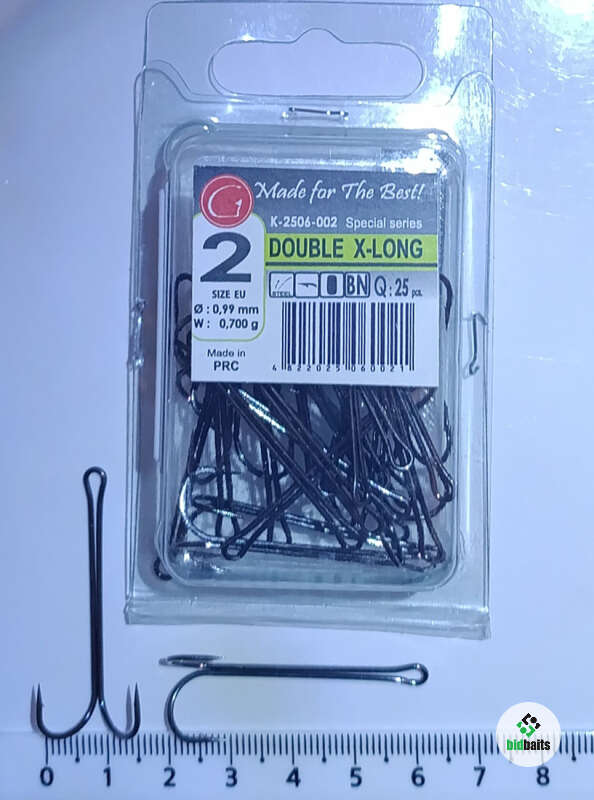 G Made for The Best!
K-2506-002 Special series
2 DOUBLE X-LONG
SIZE EU
STEEL BN Q: 25 pcs.
Ø : 0,99 mm
W : 0,700 g
Made in
PRC
4 822025 060021
bidbaits
0 1 2 3 4 5 6 7 8